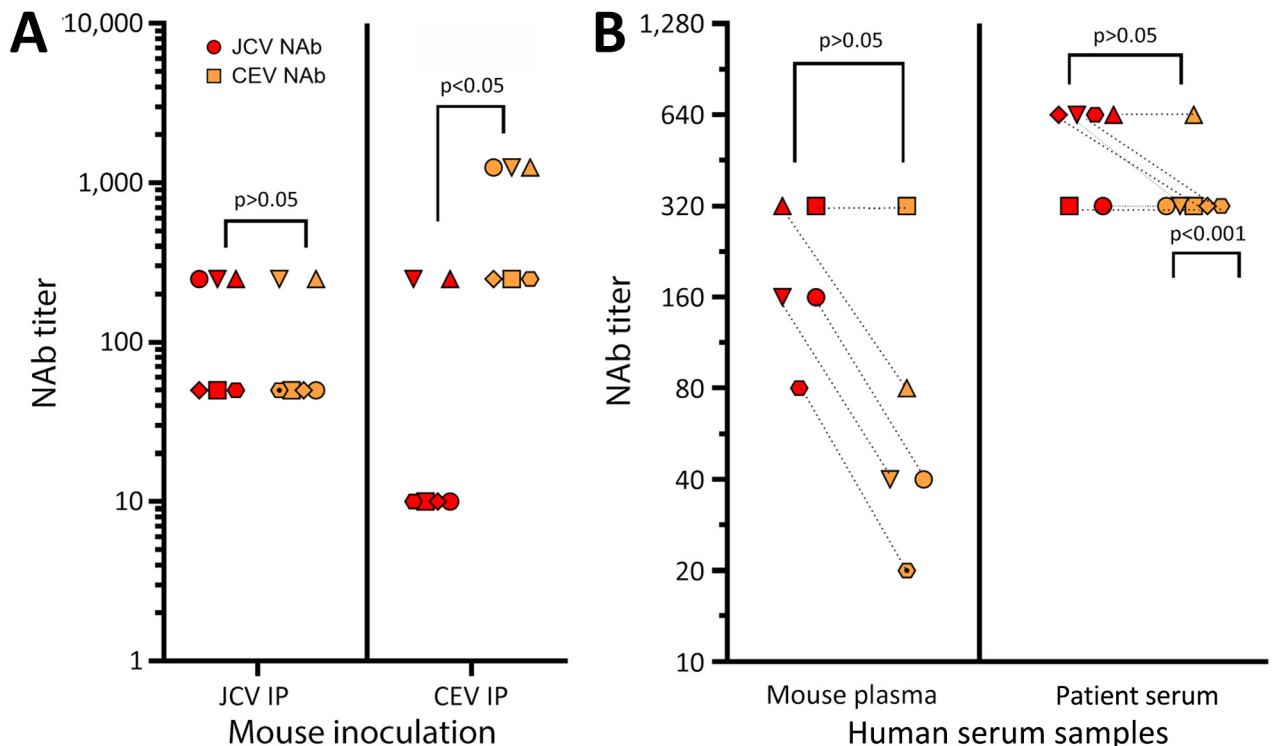 A
10,000
JCV NAb
CEV NAb
p<0.05
1,000
p>0.05
100
10
1
NAb titer
JCV IP
CEV IP
Mouse inoculation
B
1,280
p>0.05
p>0.05
640
320
p<0.001
160
80
40
20
10
NAb titer
Mouse plasma
Patient serum
Human serum samples